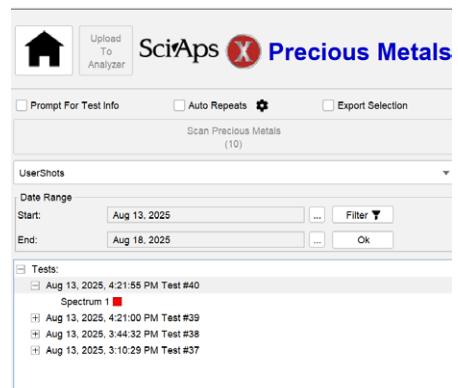 Upload
To
Analyzer
SciAps X Precious Metals
Prompt For Test Info Auto Repeats Export Selection
Scan Precious Metals
(10)
UserShots
Date Range
Start: Aug 13, 2025 ... Filter
End: Aug 18, 2025 ... Ok
Tests:
Aug 13, 2025, 4:21:55 PM Test #40
Spectrum 1
Aug 13, 2025, 4:21:00 PM Test #39
Aug 13, 2025, 3:44:32 PM Test #38
Aug 13, 2025, 3:10:29 PM Test #37